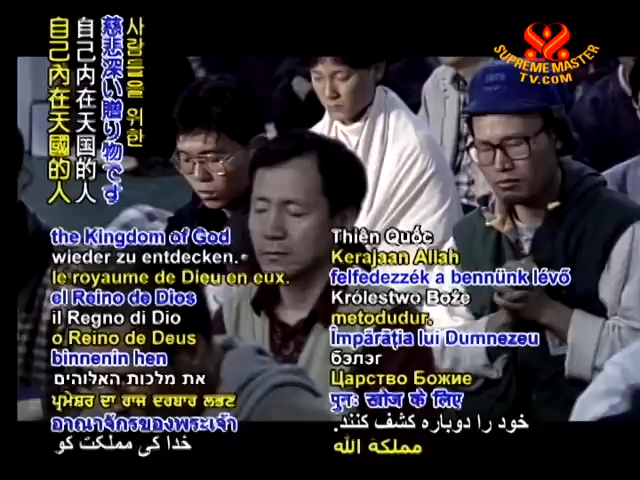 사람들을 위한
慈悲深い贈り物です
自己内在天国的人
自己內在天國的人
SUPREME MASTER
TV.COM
the Kingdom of God
wieder zu entdecken.
le royaume de Dieu en eux.
el Reino de Dios
il Regno di Dio
o Reino de Deus
binnenin hen
את מלכות האלוהים
ਪ੍ਰਮੇਸ਼ਰ ਦਾ ਰਾਜ ਦਰਬਾਰ ਲਭਣ
อาณาจักรของพระเจ้า
خدا کی مملکت کو
Thiên Quốc
Kerajaan Allah
felfedezzék a bennünk lévő
Królestwo Boże
metodudur.
Împărăţia lui Dumnezeu
бэлэг
Царство Божие
पुनः खोज के लिए
خود را دوباره کشف کنند.
مملكة الله